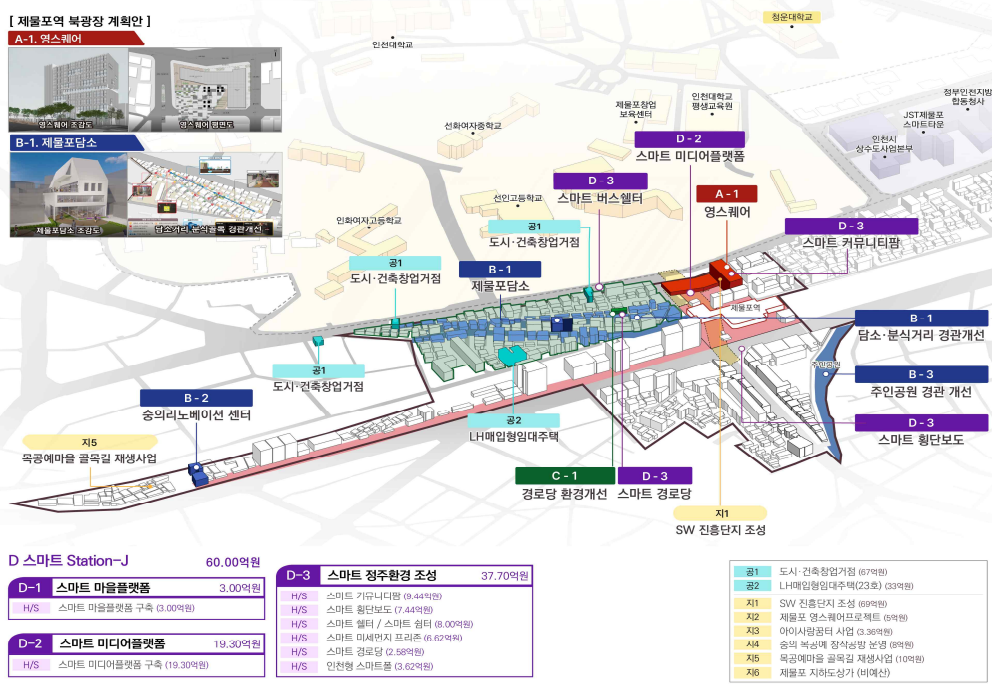 [ 제물포역 북광장 계획안 ]
A-1. 영스퀘어
영스퀘어 조감도
영스퀘어 평면도
B-1. 제물포담소
제물포담소 조감도
담소거리·분식골목 경관개선
청운대학교
인천대학교
정부인천지방
합동청사
제물포창업
보육센터
인천대학교
평생교육원
JST제물포
스마트타운
선화여자중학교
인천시
상수도사업본부
D - 2
스마트 미디어플랫폼
D - 3
스마트 버스쉘터
A - 1
영스퀘어
선인고등학교
인화여자고등학교
공1
도시·건축창업거점
D - 3
스마트 커뮤니티팜
공1
도시·건축창업거점
B - 1
제물포담소
제물포역
B - 1
담소·분식거리 경관개선
주인공원
공1
도시·건축창업거점
B - 3
주인공원 경관 개선
B - 2
숭의리노베이션 센터
공2
LH매입형임대주택
D - 3
스마트 횡단보도
지5
목공예마을 골목길 재생사업
C - 1
경로당 환경개선
D - 3
스마트 경로당
지1
SW 진흥단지 조성
D 스마트 Station-J 60.00억원
D-1 스마트 마을플랫폼 3.00억원
H/S 스마트 마을플랫폼 구축 (3.00억원)
D-2 스마트 미디어플랫폼 19.30억원
H/S 스마트 미디어플랫폼 구축 (19.30억원)
D-3 스마트 정주환경 조성 37.70억원
H/S 스마트 커뮤니티팜 (9.44억원)
H/S 스마트 횡단보도 (7.44억원)
H/S 스마트 쉘터 / 스마트 쉼터 (8.00억원)
H/S 스마트 미세먼지 프리존 (6.62억원)
H/S 스마트 경로당 (2.58억원)
H/S 인천형 스마트폴 (3.62억원)
공1 도시·건축창업거점 (67억원)
공2 LH매입형임대주택(23호) (33억원)
지1 SW 진흥단지 조성 (69억원)
지2 제물포 영스퀘어프로젝트 (5억원)
지3 아이사랑꿈터 사업 (3.36억원)
지4 숭의 목공예 창작공방 운영 (8억원)
지5 목공예마을 골목길 재생사업 (10억원)
지6 제물포 지하도상가 (비예산)